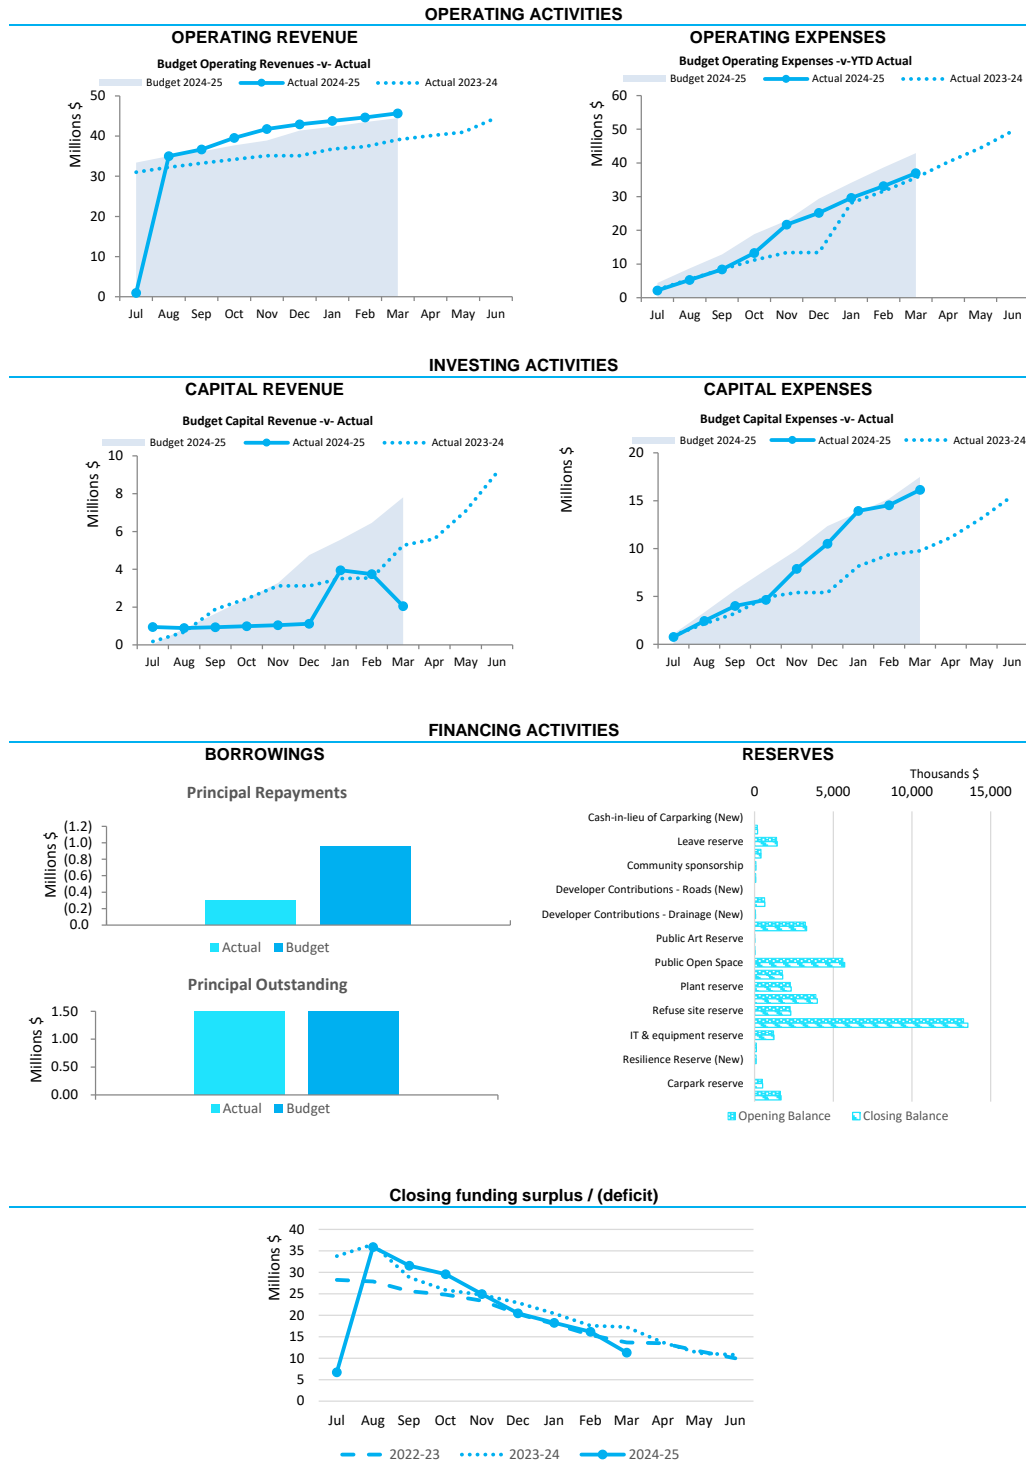 OPERATING ACTIVITIES
OPERATING REVENUE
Budget Operating Revenues -v- Actual
Budget 2024-25 Actual 2024-25 Actual 2023-24
Millions $
50
40
30
20
10
0
Jul Aug Sep Oct Nov Dec Jan Feb Mar Apr May Jun
OPERATING EXPENSES
Budget Operating Expenses -v-YTD Actual
Budget 2024-25 Actual 2024-25 Actual 2023-24
Millions $
60
50
40
30
20
10
0
Jul Aug Sep Oct Nov Dec Jan Feb Mar Apr May Jun
INVESTING ACTIVITIES
CAPITAL REVENUE
Budget Capital Revenue -v- Actual
Budget 2024-25 Actual 2024-25 Actual 2023-24
Millions $
10
8
6
4
2
0
Jul Aug Sep Oct Nov Dec Jan Feb Mar Apr May Jun
CAPITAL EXPENSES
Budget Capital Expenses -v- Actual
Budget 2024-25 Actual 2024-25 Actual 2023-24
Millions $
20
15
10
5
0
Jul Aug Sep Oct Nov Dec Jan Feb Mar Apr May Jun
FINANCING ACTIVITIES
BORROWINGS
Principal Repayments
Millions $
(1.2)
(1.0)
(0.8)
(0.6)
(0.4)
(0.2)
0.0
Actual Budget
Principal Outstanding
Millions $
1.50
1.00
0.50
0.00
Actual Budget
RESERVES
Thousands $
0 5,000 10,000 15,000
Cash-in-lieu of Carparking (New)
Leave reserve
Community sponsorship
Developer Contributions - Roads (New)
Developer Contributions - Drainage (New)
Public Art Reserve
Public Open Space
Plant reserve
Refuse site reserve
IT & equipment reserve
Resilience Reserve (New)
Carpark reserve
Opening Balance Closing Balance
Closing funding surplus / (deficit)
Millions $
40
35
30
25
20
15
10
5
0
Jul Aug Sep Oct Nov Dec Jan Feb Mar Apr May Jun
2022-23 2023-24 2024-25